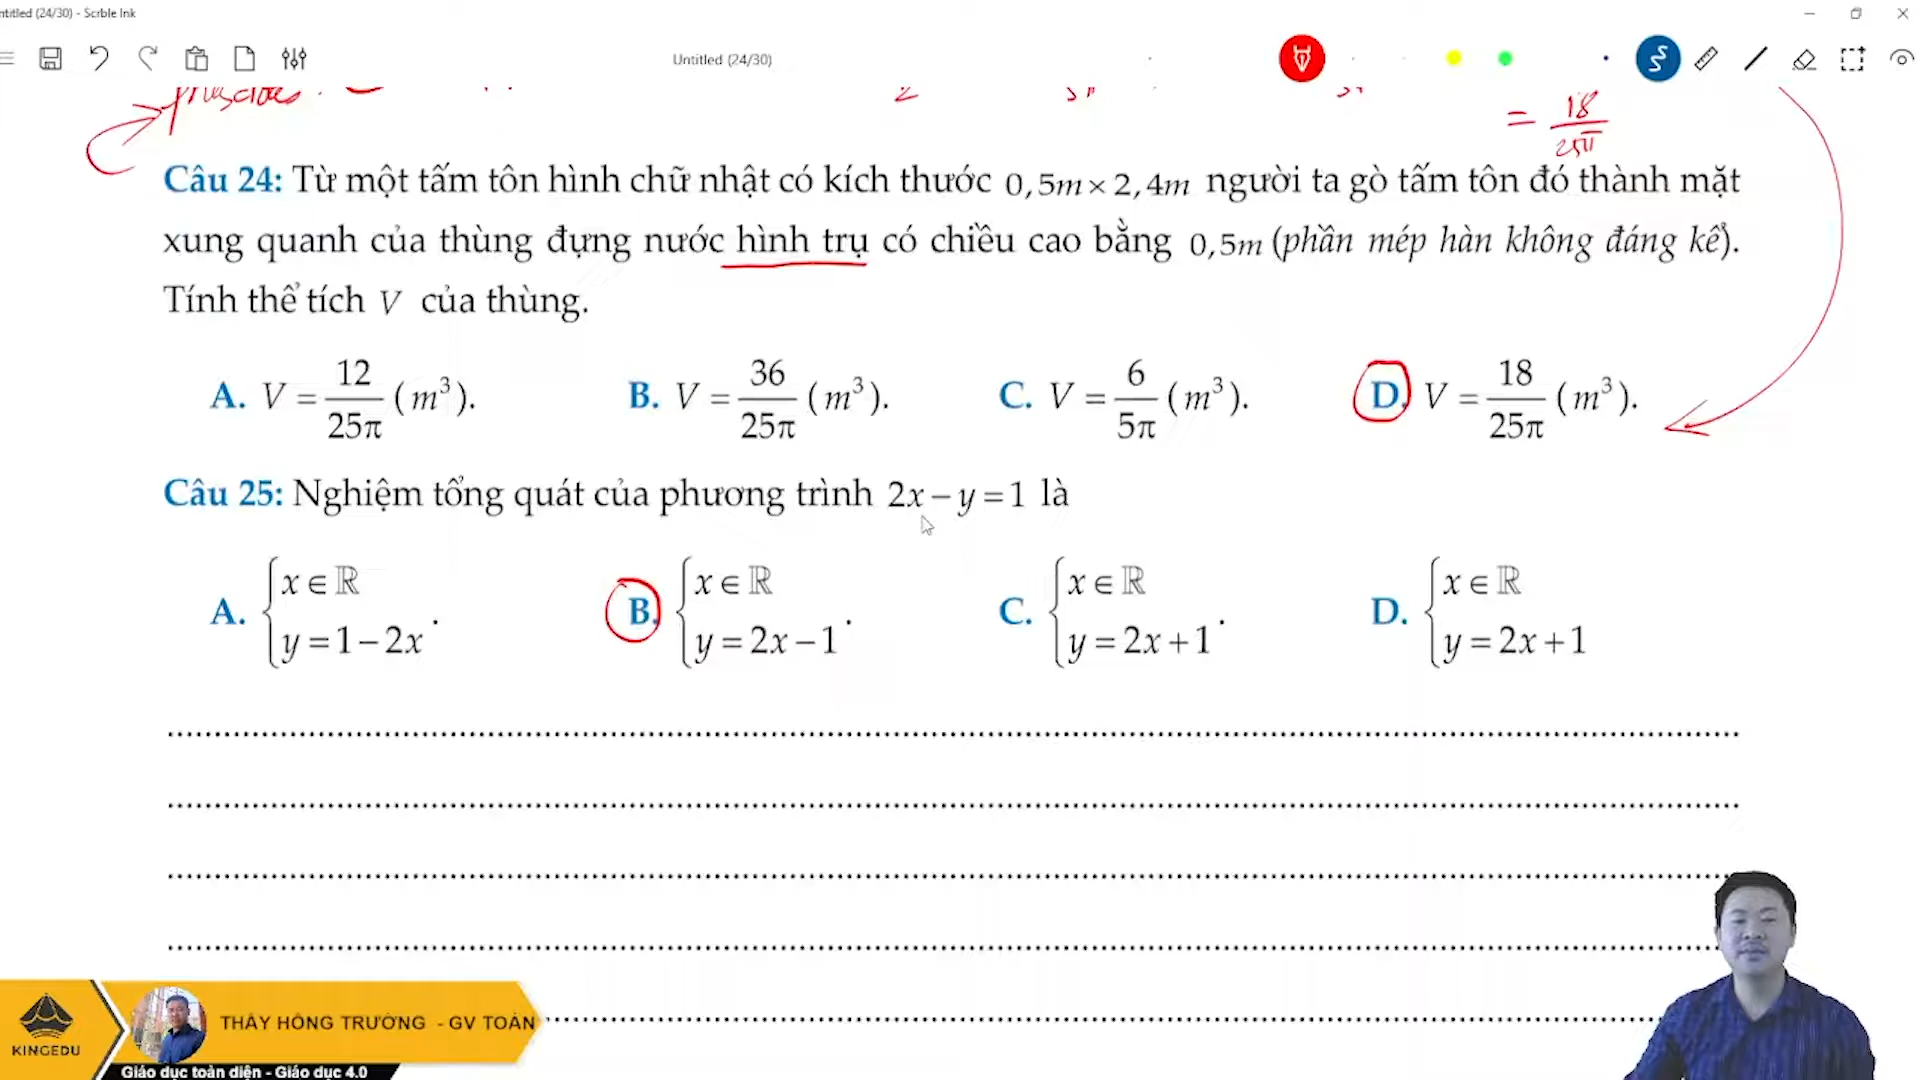 ntitled (24/30) - Scrble Ink
Untitled (24/30)
= 18/25π
Câu 24: Từ một tấm tôn hình chữ nhật có kích thước 0,5m × 2,4m người ta gò tấm tôn đó thành mặt
xung quanh của thùng đựng nước hình trụ có chiều cao bằng 0,5m (phần mép hàn không đáng kể).
Tính thể tích V của thùng.
A. V = 12/25π (m³). B. V = 36/25π (m³). C. V = 6/5π (m³). D. V = 18/25π (m³).
Câu 25: Nghiệm tổng quát của phương trình 2x − y = 1 là
A. { x ∈ ℝ B. { x ∈ ℝ C. { x ∈ ℝ D. { x ∈ ℝ
y = 1 − 2x . y = 2x − 1 . y = 2x + 1 . y = 2x + 1
THẦY HỒNG TRƯỜNG - GV TOÁN
KINGEDU
Giáo dục toàn diện - Giáo dục 4.0